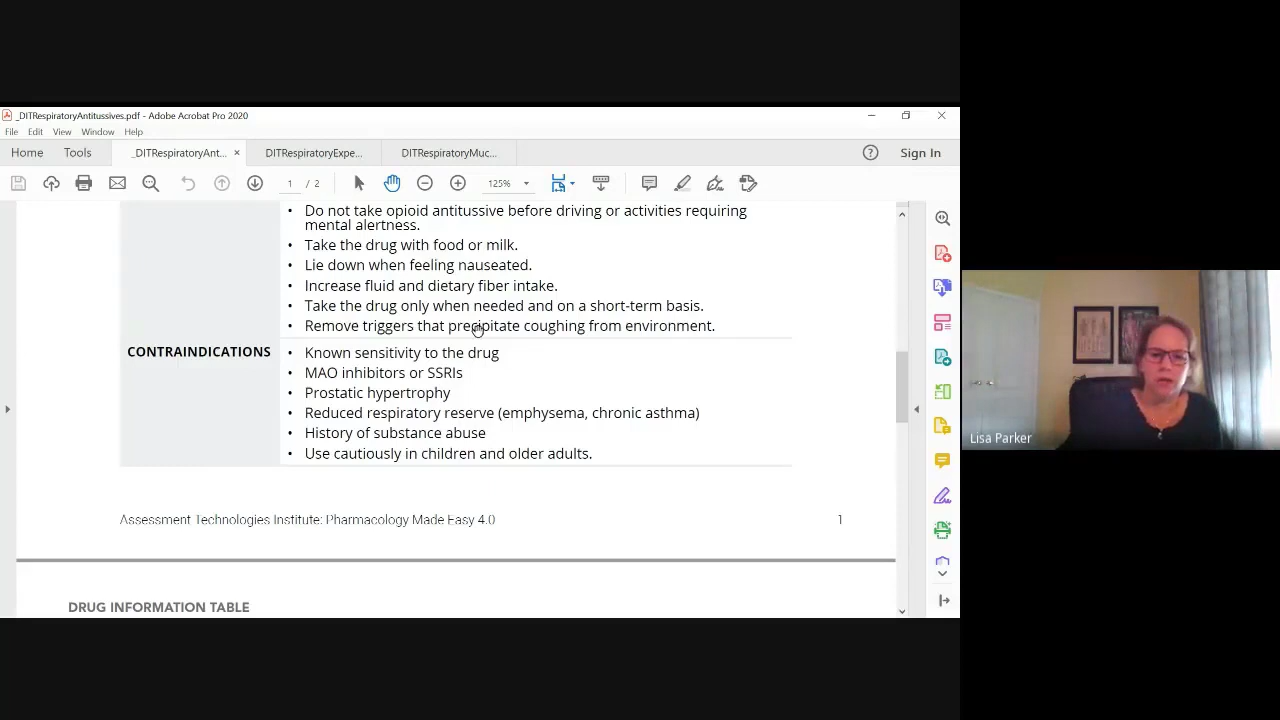 _DITRespiratoryAntitussives.pdf - Adobe Acrobat Pro 2020
File Edit View Window Help
Home Tools _DITRespiratoryAnt... × DITRespiratoryExpe... DITRespiratoryMuc... Sign In
1 / 2 125%
• Do not take opioid antitussive before driving or activities requiring
mental alertness.
• Take the drug with food or milk.
• Lie down when feeling nauseated.
• Increase fluid and dietary fiber intake.
• Take the drug only when needed and on a short-term basis.
• Remove triggers that precipitate coughing from environment.
CONTRAINDICATIONS
• Known sensitivity to the drug
• MAO inhibitors or SSRIs
• Prostatic hypertrophy
• Reduced respiratory reserve (emphysema, chronic asthma)
• History of substance abuse
• Use cautiously in children and older adults.
Assessment Technologies Institute: Pharmacology Made Easy 4.0 1
DRUG INFORMATION TABLE
Lisa Parker